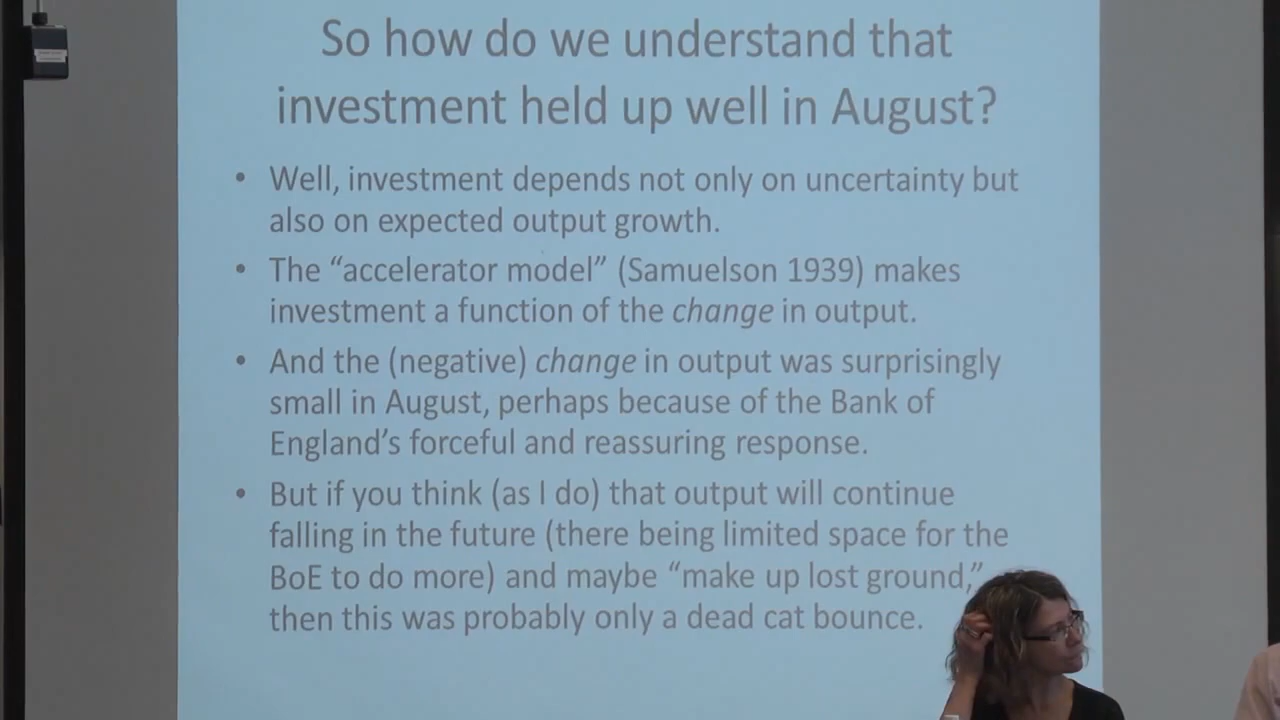 So how do we understand that
investment held up well in August?
• Well, investment depends not only on uncertainty but
also on expected output growth.
• The “accelerator model” (Samuelson 1939) makes
investment a function of the change in output.
• And the (negative) change in output was surprisingly
small in August, perhaps because of the Bank of
England’s forceful and reassuring response.
• But if you think (as I do) that output will continue
falling in the future (there being limited space for the
BoE to do more) and maybe “make up lost ground,”
then this was probably only a dead cat bounce.